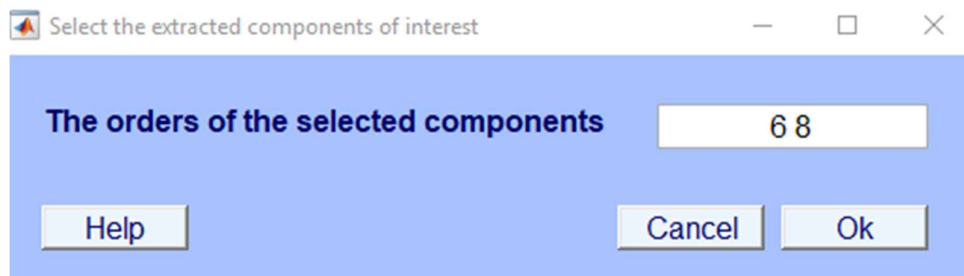 Select the extracted components of interest
The orders of the selected components 6 8
Help Cancel Ok